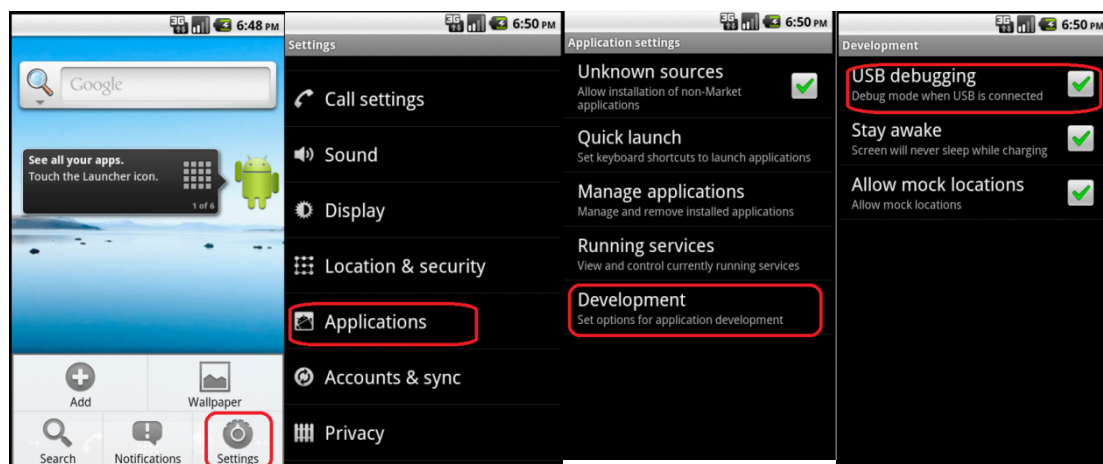 3G 6:48 PM
Google
See all your apps.
Touch the Launcher icon.
1 of 6
Add
Wallpaper
Search
Notifications
Settings
3G 6:50 PM
Settings
Call settings
Sound
Display
Location & security
Applications
Accounts & sync
Privacy
3G 6:50 PM
Application settings
Unknown sources
Allow installation of non-Market
applications
Quick launch
Set keyboard shortcuts to launch applications
Manage applications
Manage and remove installed applications
Running services
View and control currently running services
Development
Set options for application development
3G 6:50 PM
Development
USB debugging
Debug mode when USB is connected
Stay awake
Screen will never sleep while charging
Allow mock locations
Allow mock locations